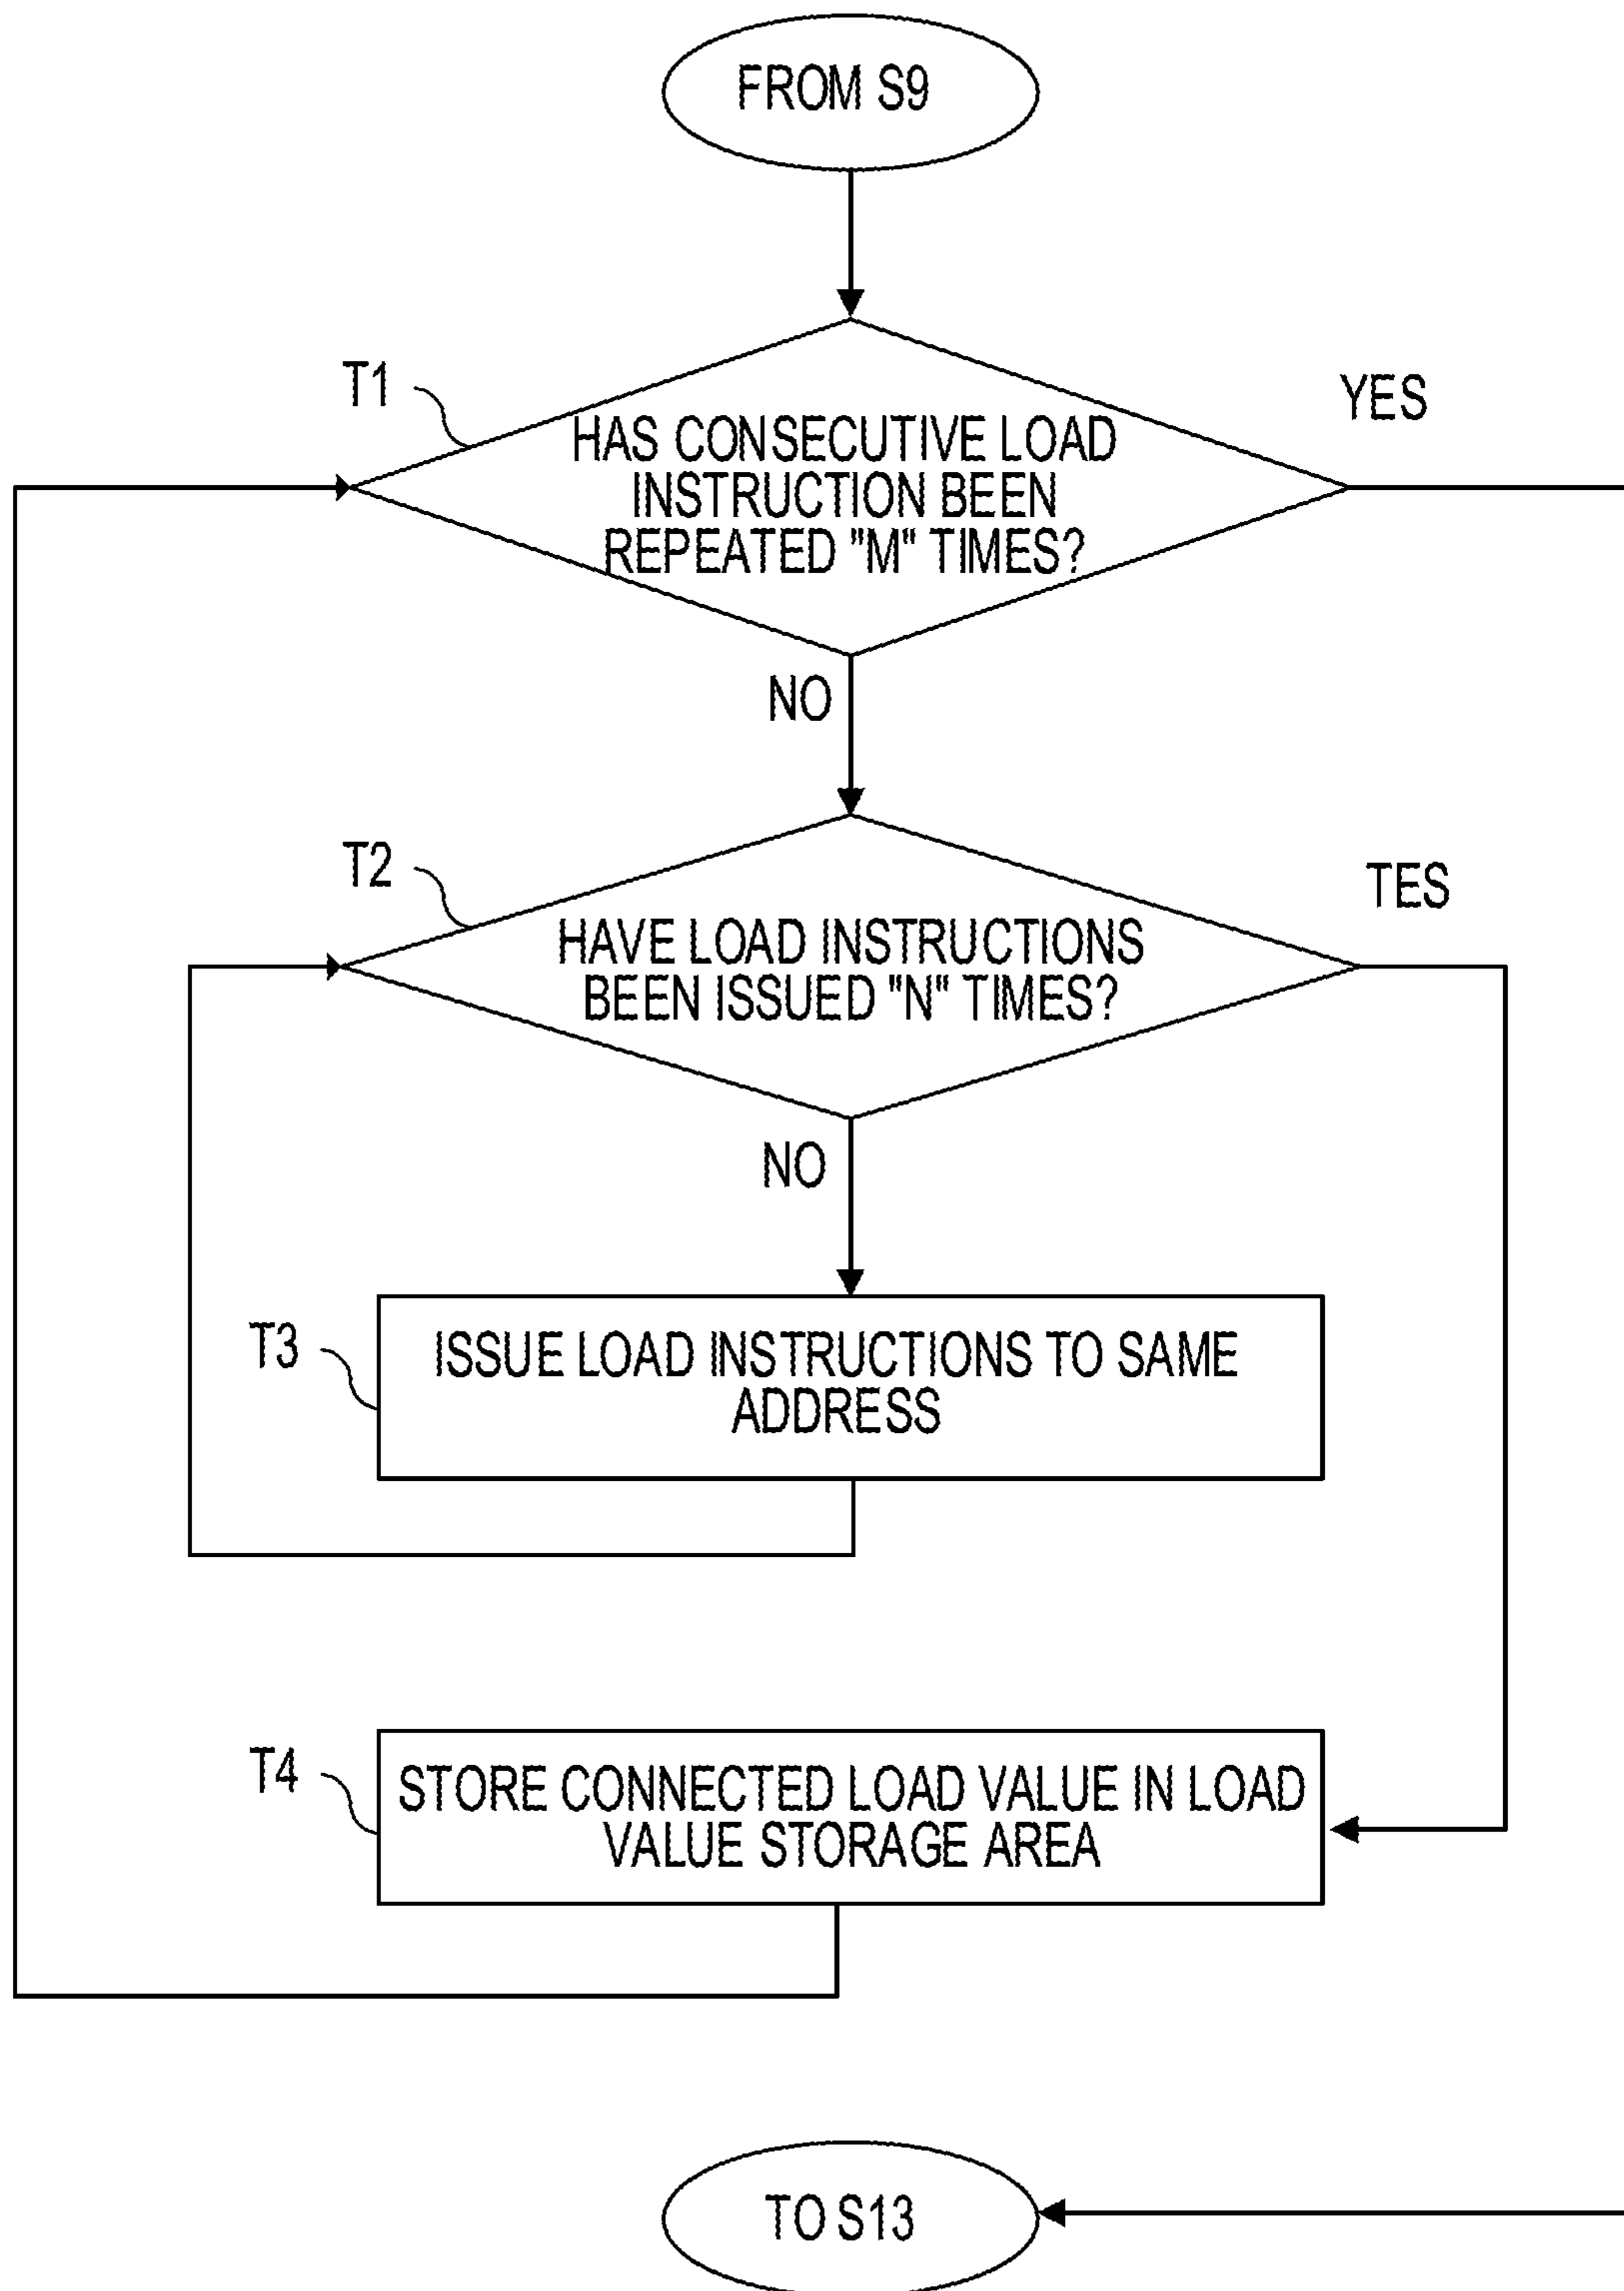 FROM S9
T1
YES
HAS CONSECUTIVE LOAD
INSTRUCTION BEEN
REPEATED "M" TIMES?
NO
T2
TES
HAVE LOAD INSTRUCTIONS
BEEN ISSUED "N" TIMES?
NO
T3
ISSUE LOAD INSTRUCTIONS TO SAME
ADDRESS
T4
STORE CONNECTED LOAD VALUE IN LOAD
VALUE STORAGE AREA
TO S13